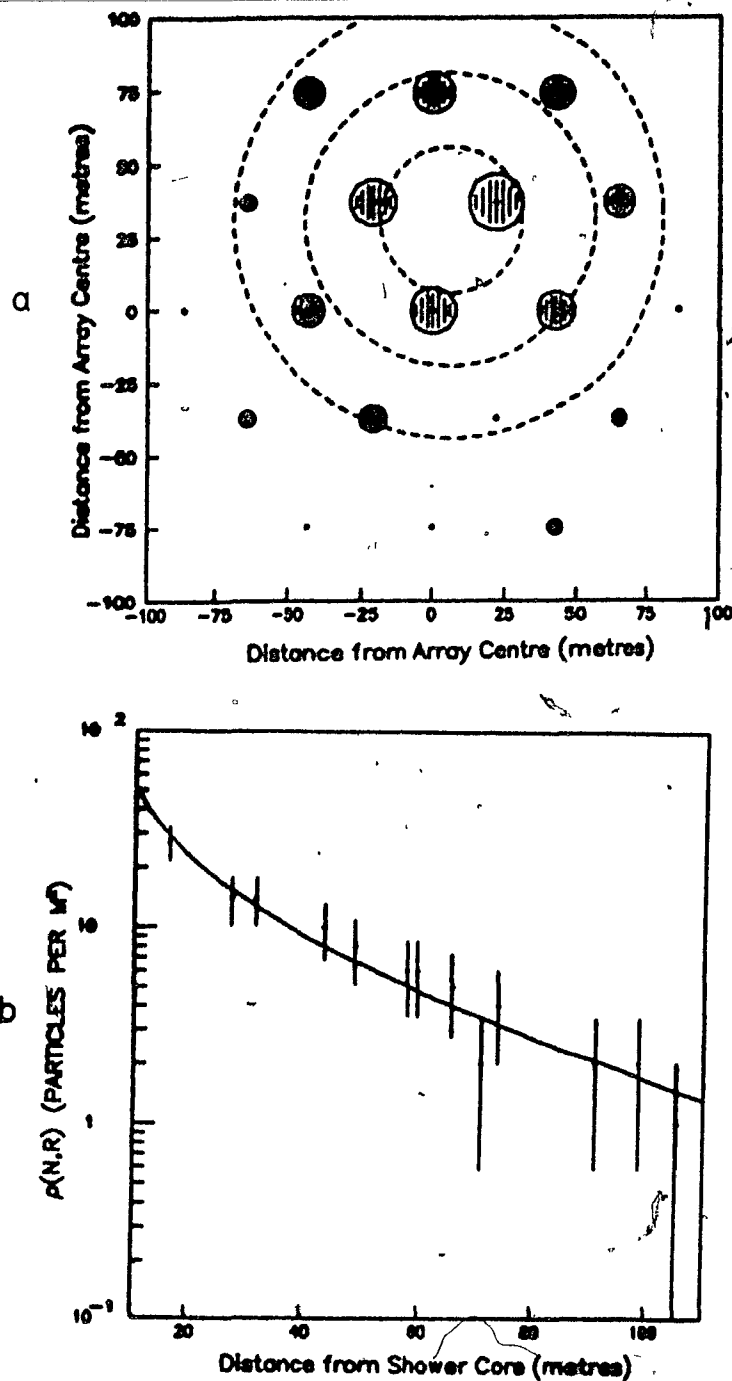 a
Distance from Array Centre (metres)
100
75
50
25
0
-25
-50
-75
-100
-100 -75 -50 -25 0 25 50 75 100
Distance from Array Centre (metres)
b
ρ(N,R) (PARTICLES PER M²)
10²
10
1
10⁻¹
20 40 60 80 100
Distance from Shower Core (metres)